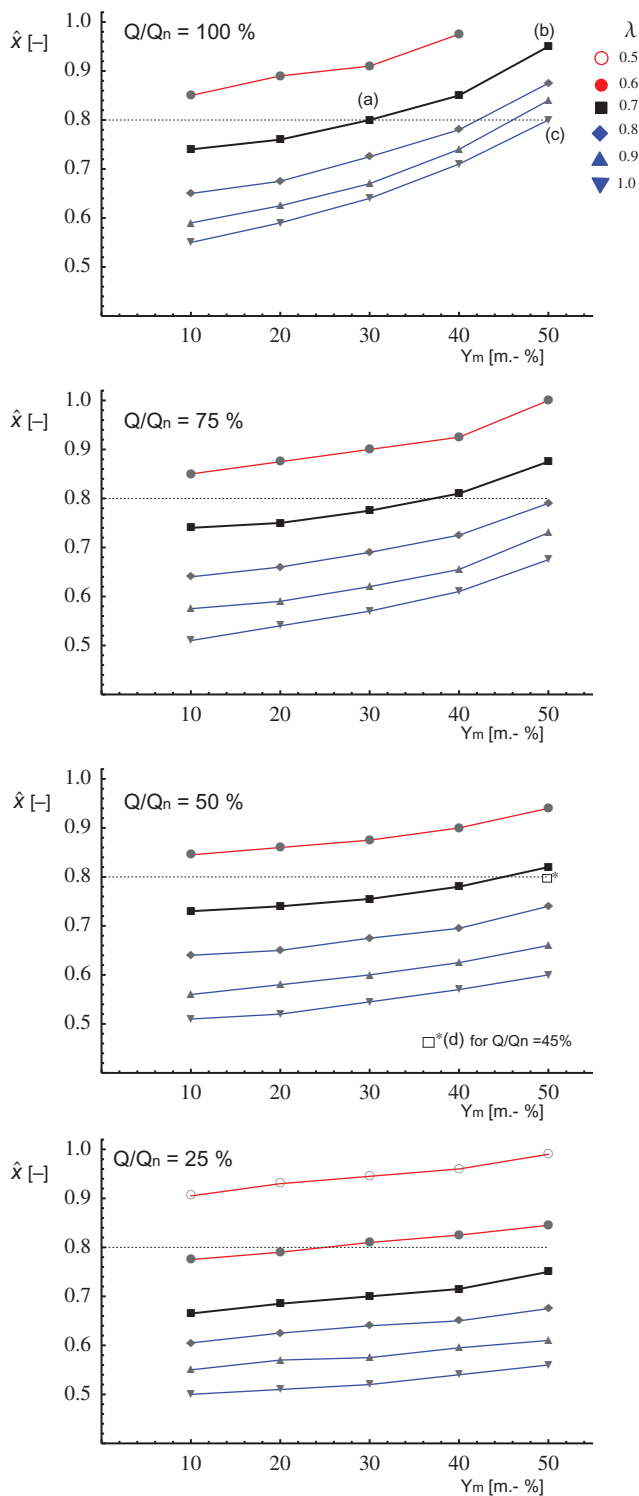 x̂ [–]
Q/Qn = 100 %
(a)
(b)
(c)
λ
0.5
0.6
0.7
0.8
0.9
1.0
1.0
0.9
0.8
0.7
0.6
0.5
10 20 30 40 50
Ym [m.- %]
x̂ [–]
Q/Qn = 75 %
1.0
0.9
0.8
0.7
0.6
0.5
10 20 30 40 50
Ym [m.- %]
x̂ [–]
Q/Qn = 50 %
1.0
0.9
0.8
0.7
0.6
0.5
□*
□*(d) for Q/Qn =45%
10 20 30 40 50
Ym [m.- %]
x̂ [–]
Q/Qn = 25 %
1.0
0.9
0.8
0.7
0.6
0.5
10 20 30 40 50
Ym [m.- %]